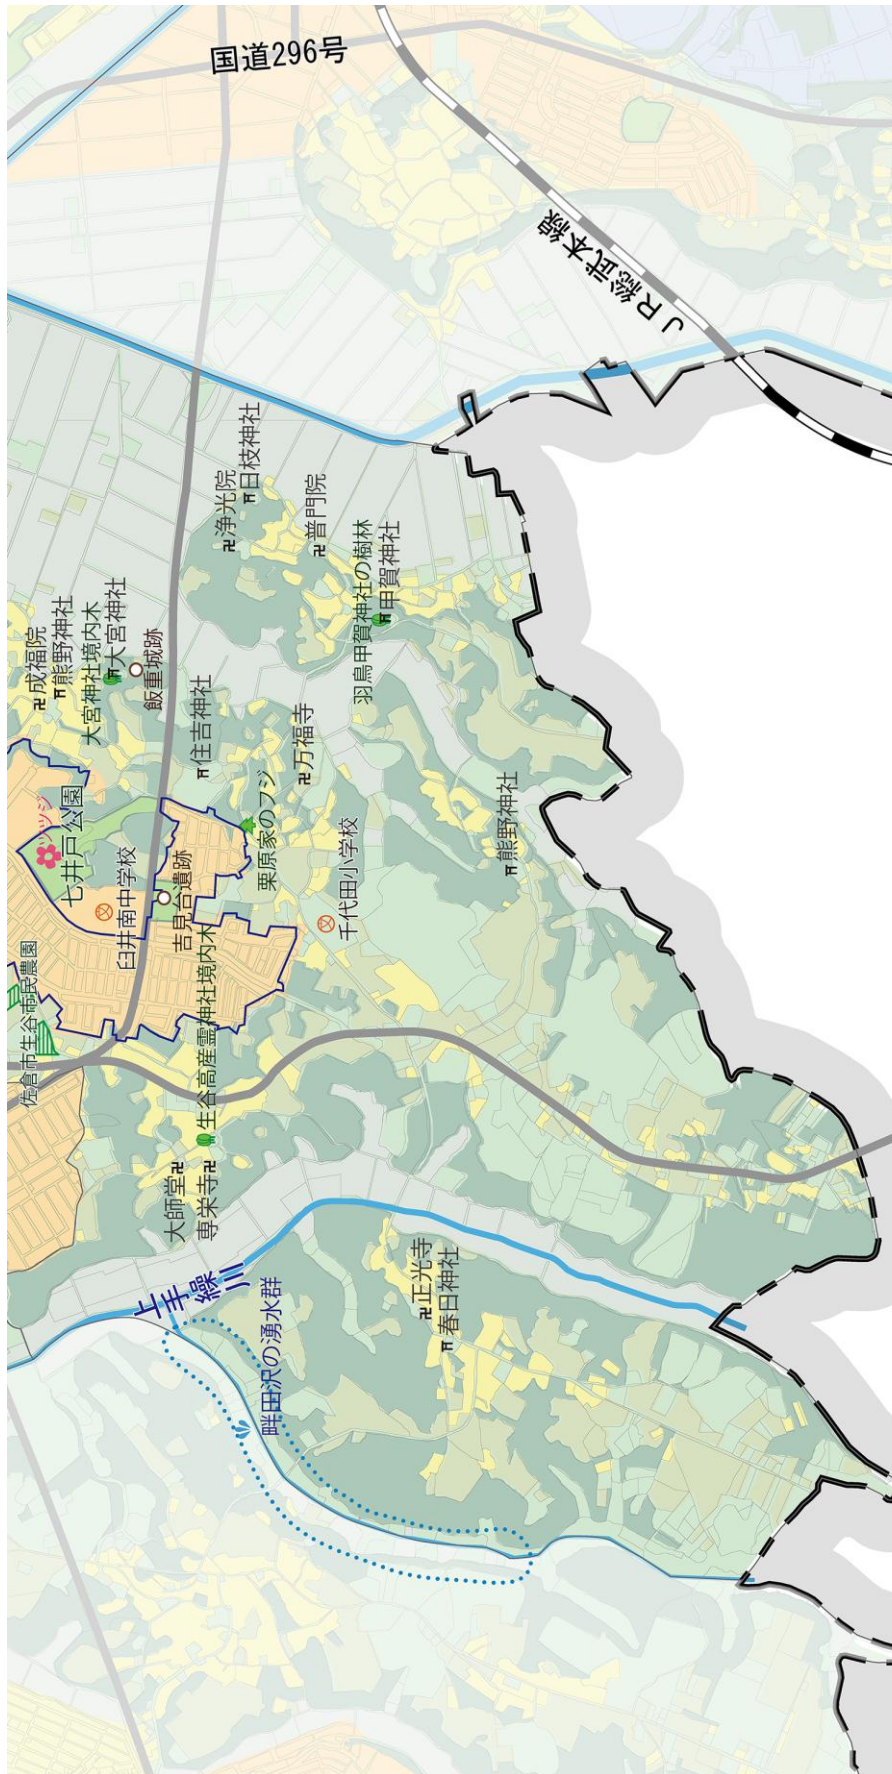 国道296号
JR総武本線
浄光院
日枝神社
普門院
羽鳥甲賀神社の樹林
甲賀神社
成福院
熊野神社
大宮神社境内木
大宮神社
飯重城跡
住吉神社
万福寺
栗原家のフジ
ツツジ
七井戸公園
臼井南中学校
吉見台遺跡
千代田小学校
熊野神社
佐倉市生谷市民農園
生谷高産霊神社境内木
大師堂
専栄寺
上手繰川
畔田沢の湧水群
正光寺
春日神社